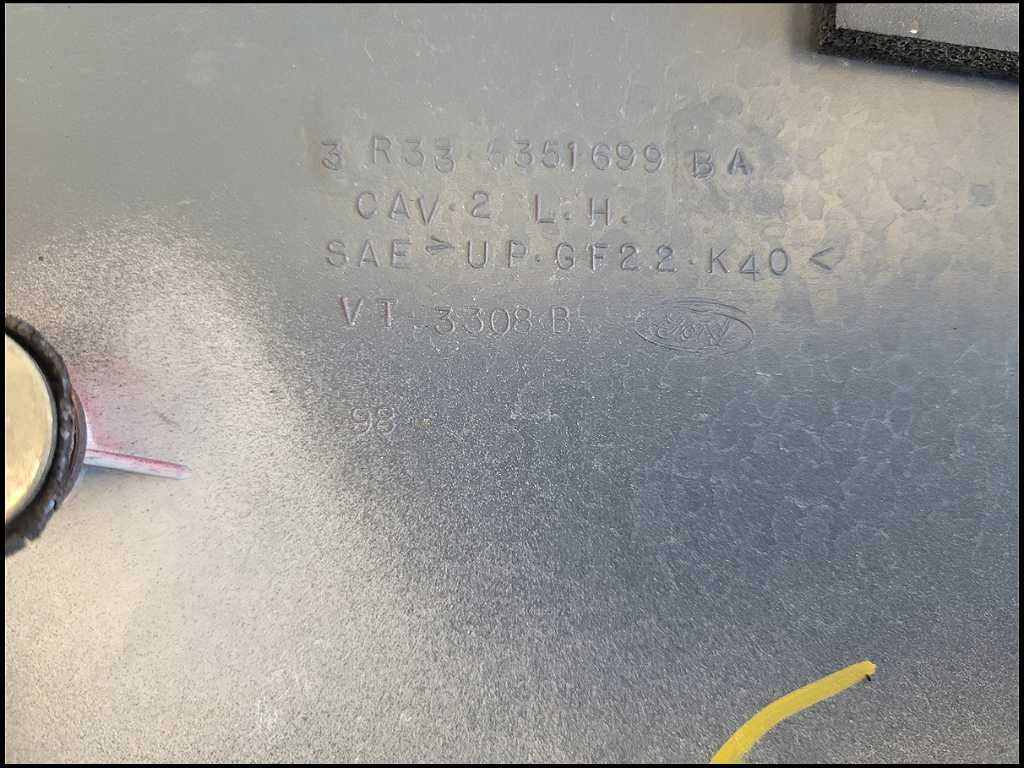 3 R33·6351699 BA
CAV·2 L.H.
SAE >UP·GF22·K40<
VT 3308 B
Ford
98